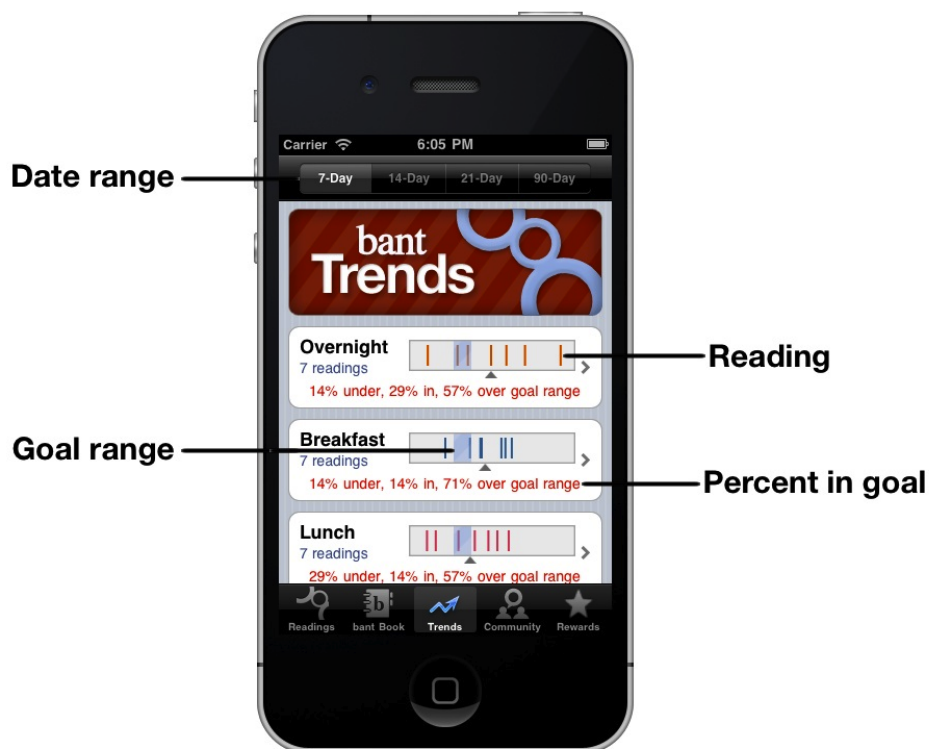 Carrier 6:05 PM
Date range
7-Day 14-Day 21-Day 90-Day
bant
Trends
Overnight
7 readings
14% under, 29% in, 57% over goal range
Reading
Goal range
Breakfast
7 readings
14% under, 14% in, 71% over goal range
Percent in goal
Lunch
7 readings
29% under, 14% in, 57% over goal range
b
Readings bant Book Trends Community Rewards